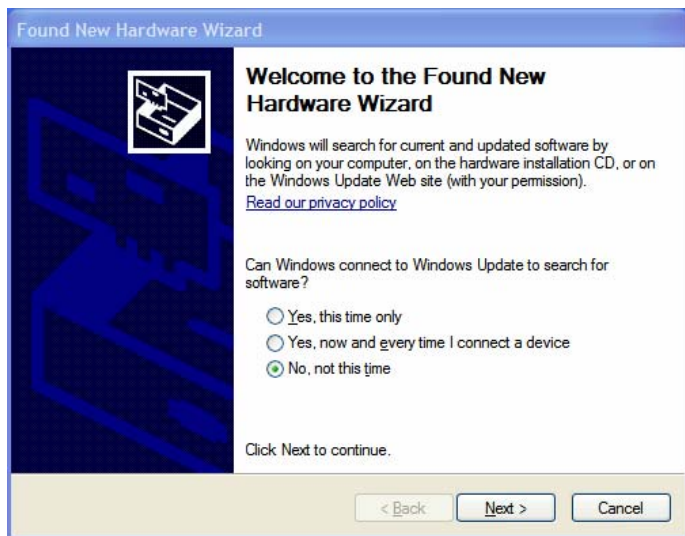 Found New Hardware Wizard
Welcome to the Found New
Hardware Wizard
Windows will search for current and updated software by
looking on your computer, on the hardware installation CD, or on
the Windows Update Web site (with your permission).
Read our privacy policy
Can Windows connect to Windows Update to search for
software?
Yes, this time only
Yes, now and every time I connect a device
No, not this time
Click Next to continue.
< Back
Next >
Cancel